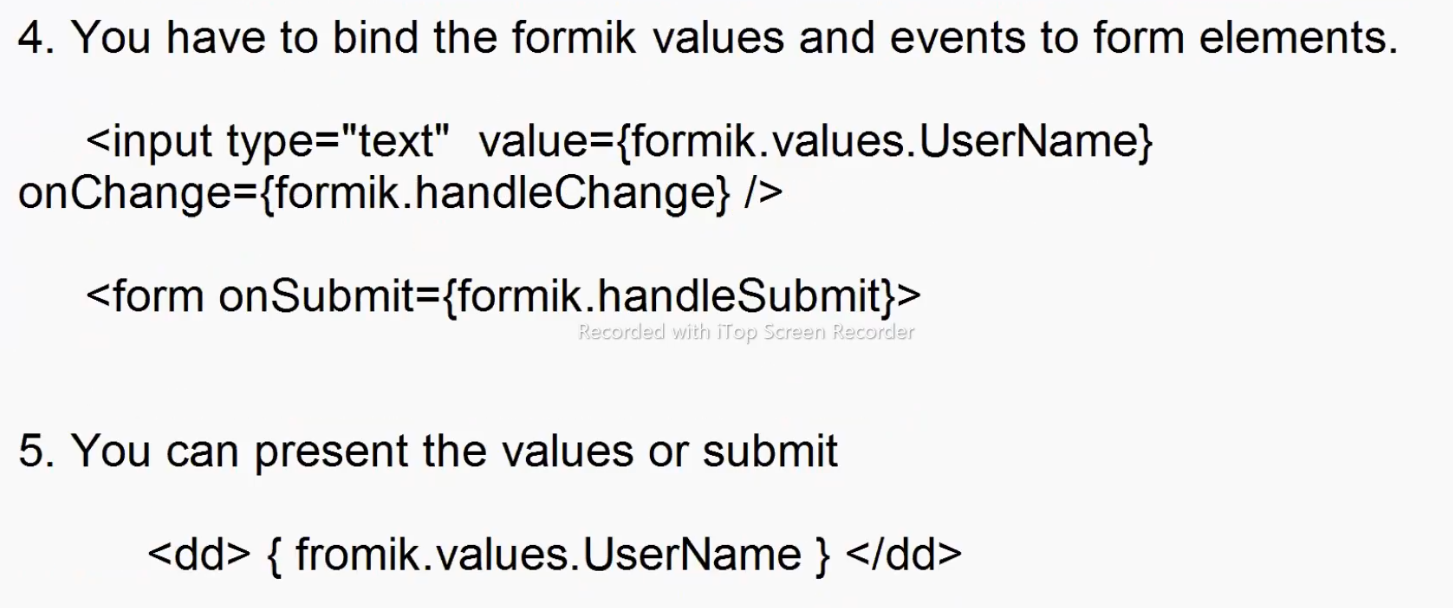 4. You have to bind the formik values and events to form elements.
<input type="text"  value={formik.values.UserName}
onChange={formik.handleChange} />
<form onSubmit={formik.handleSubmit}>
Recorded with iTop Screen Recorder
5. You can present the values or submit
<dd> { fromik.values.UserName } </dd>